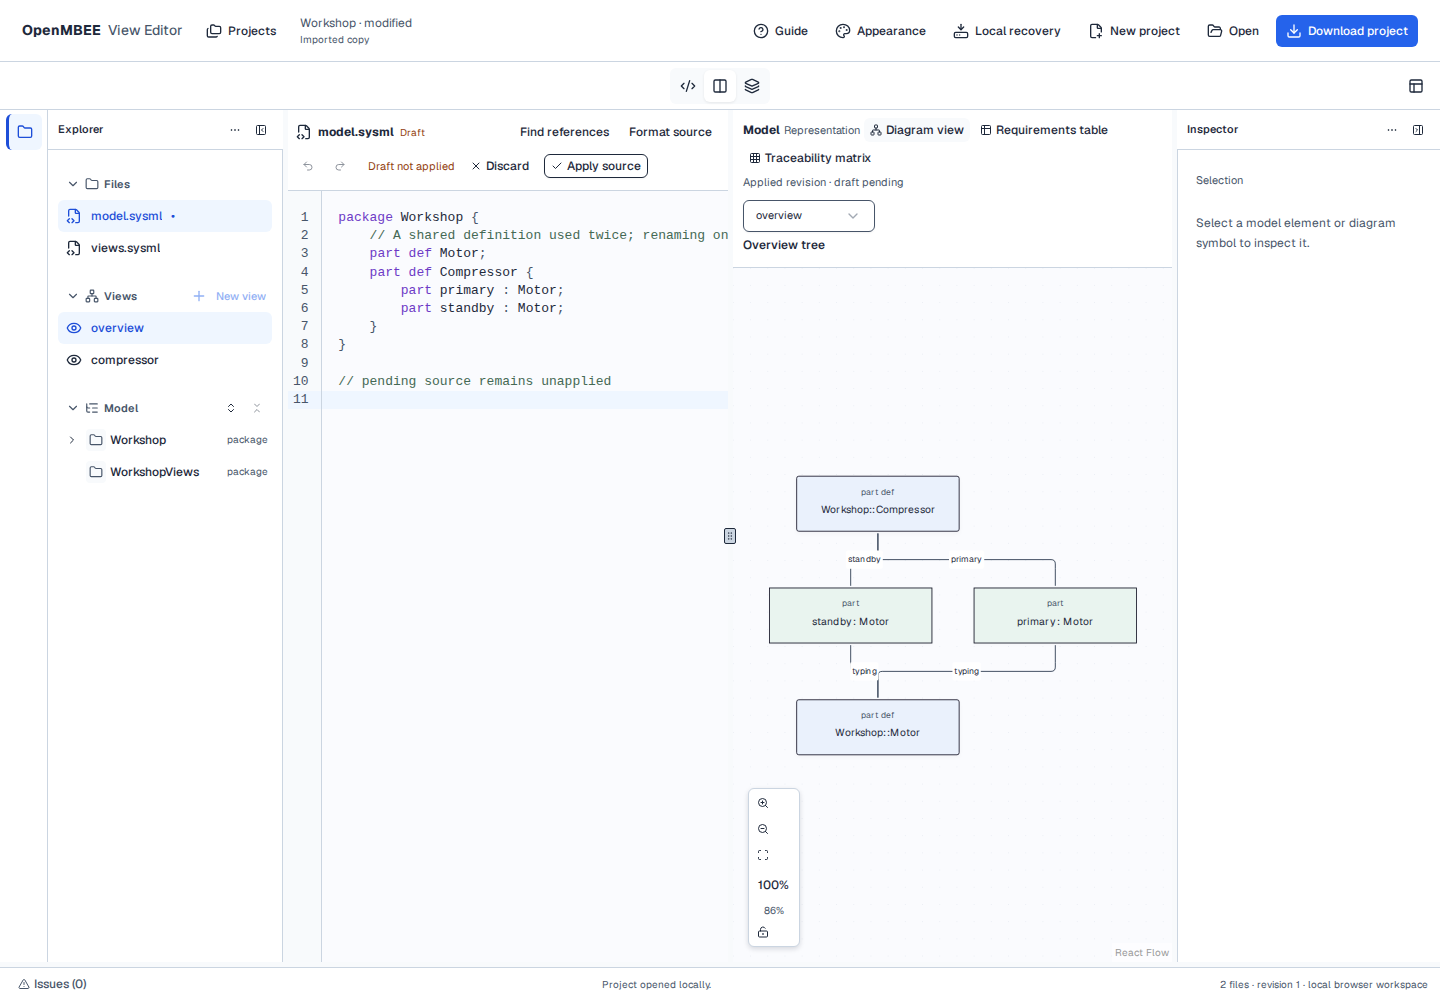 OpenMBEE View Editor
Projects
Workshop · modified
Imported copy
Guide
Appearance
Local recovery
New project
Open
Download project
Explorer
Files
model.sysml •
views.sysml
Views
New view
overview
compressor
Model
Workshop package
WorkshopViews package
model.sysml Draft
Find references
Format source
Draft not applied
Discard
Apply source
1 package Workshop {
2 // A shared definition used twice; renaming on
3 part def Motor;
4 part def Compressor {
5 part primary : Motor;
6 part standby : Motor;
7 }
8 }
9
10 // pending source remains unapplied
11
Model Representation Diagram view Requirements table
Traceability matrix
Applied revision · draft pending
overview
Overview tree
part def
Workshop::Compressor
standby primary
part
standby : Motor
part
primary : Motor
typing typing
part def
Workshop::Motor
100%
86%
React Flow
Inspector
Selection
Select a model element or diagram
symbol to inspect it.
Issues (0)
Project opened locally.
2 files · revision 1 · local browser workspace